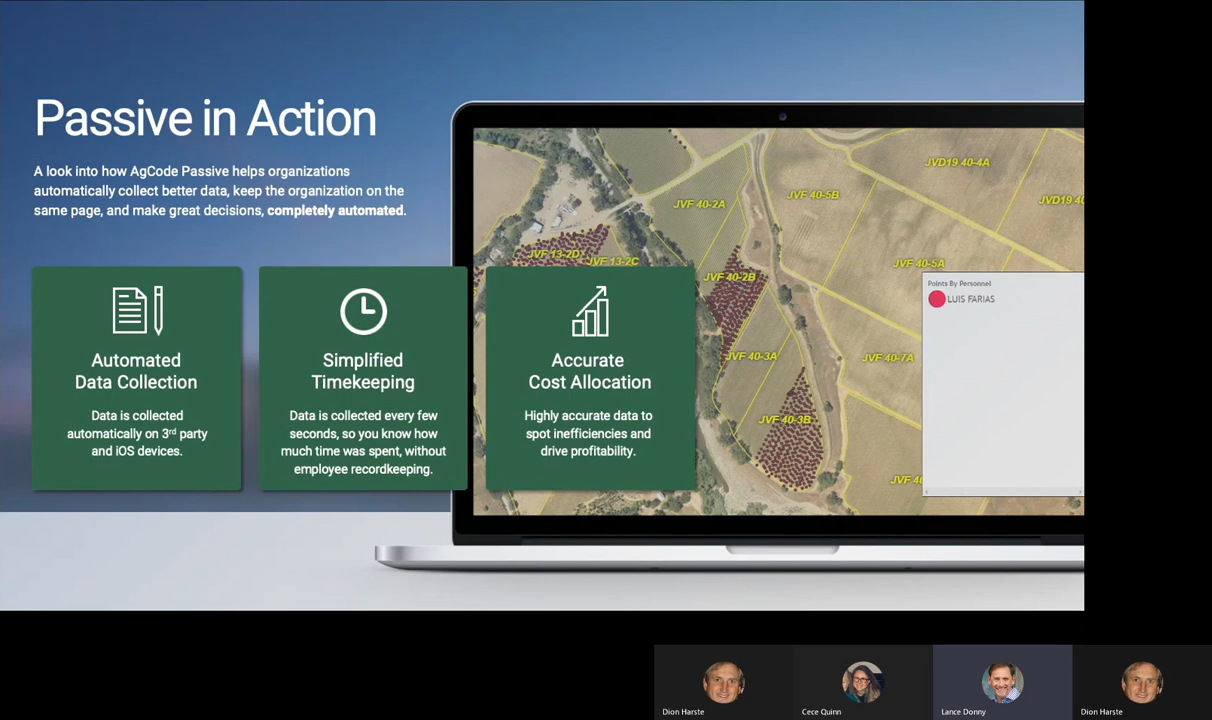 Passive in Action
A look into how AgCode Passive helps organizations
automatically collect better data, keep the organization on the
same page, and make great decisions, completely automated.
Automated
Data Collection
Data is collected
automatically on 3rd party
and iOS devices.
Simplified
Timekeeping
Data is collected every few
seconds, so you know how
much time was spent, without
employee recordkeeping.
Accurate
Cost Allocation
Highly accurate data to
spot inefficiencies and
drive profitability.
JVD19 40-4A
JVF 40-5B
JVF 40-2A
JVD19 40
JVF 13-2D
JVF 13-2C
JVF 40-5A
JVF 40-2B
JVF 40-3A
JVF 40-7A
JVF 40-3B
JVF 4
Points By Personnel
LUIS FARIAS
Dion Harste
Cece Quinn
Lance Donny
Dion Harste